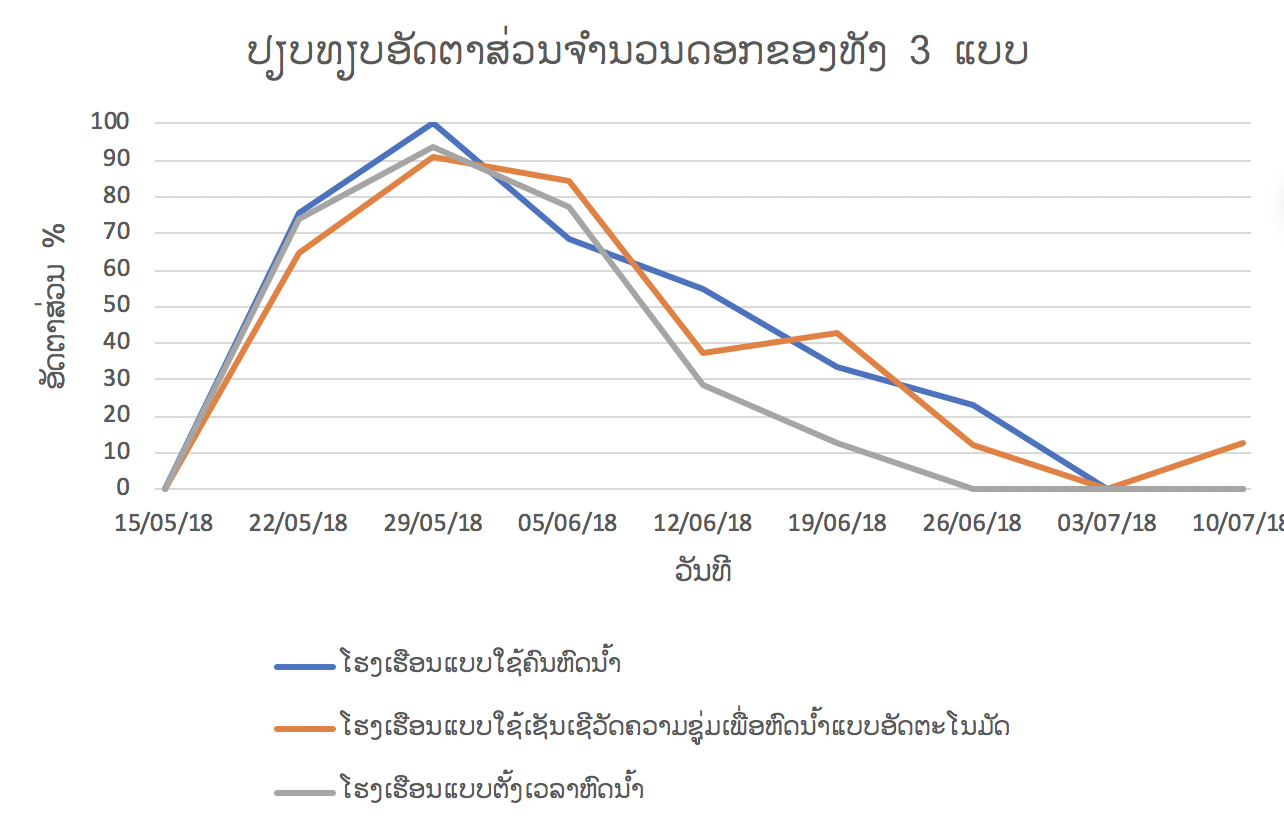 ປຽບທຽບອັດຕາສ່ວນຈຳນວນດອກຂອງທັງ 3 ແບບ
100
90
80
70
60
50
40
30
20
10
0
ອັດຕາສ່ວນ %
15/05/18 22/05/18 29/05/18 05/06/18 12/06/18 19/06/18 26/06/18 03/07/18 10/07/18
ວັນທີ
ໂຮງເຮືອນແບບໃຊ້ຄົນຫົດນ້ຳ
ໂຮງເຮືອນແບບໃຊ້ເຊັນເຊີວັດຄວາມຊຸ່ມເພື່ອຫົດນ້ຳແບບອັດຕະໂນມັດ
ໂຮງເຮືອນແບບຕັ້ງເວລາຫົດນ້ຳ